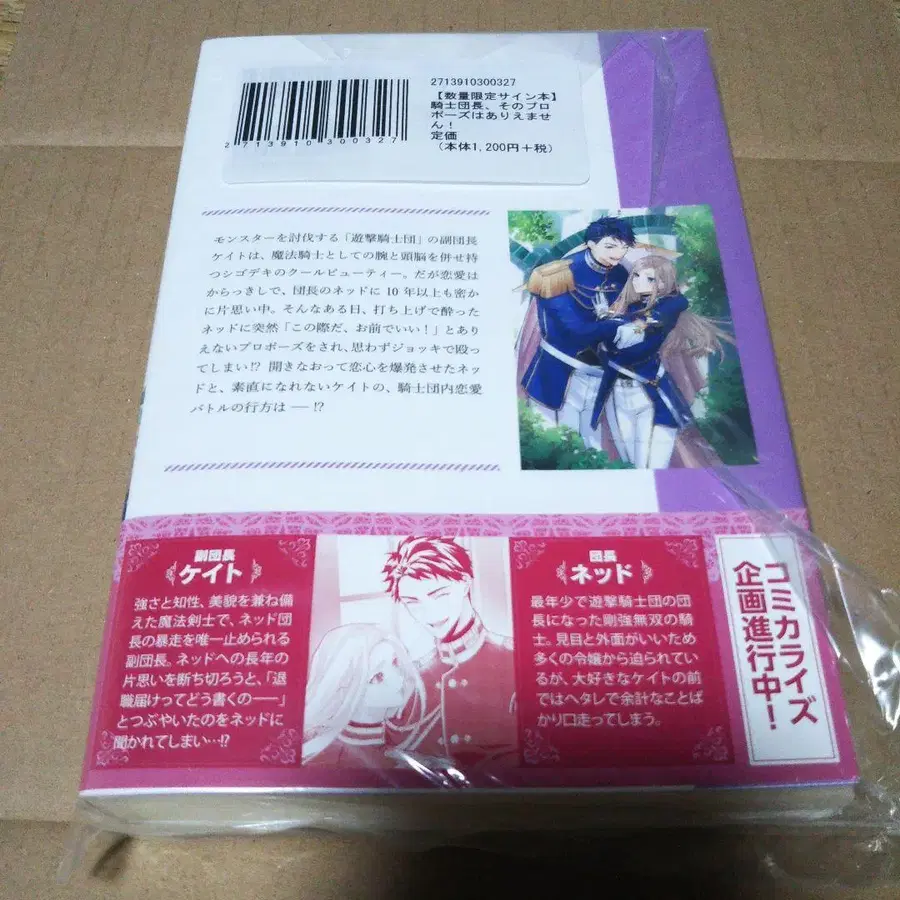 2713910300327
【数量限定サイン本】
騎士団長、そのプロ
ポーズはありえませ
ん!
定価
(本体1,200円+税)
2 713910 300327
モンスターを討伐する「遊撃騎士団」の副団長
ケイトは、魔法騎士としての腕と頭脳を併せ持
つシゴデキのクールビューティー。だが恋愛は
からっきしで、団長のネッドに10年以上も密か
に片思い中。そんなある日、打ち上げで酔った
ネッドに突然「この際だ、お前でいい!」とあり
えないプロポーズをされ、思わずジョッキで殴っ
てしまい!? 開きなおって恋心を爆発させたネッ
ドと、素直になれないケイトの、騎士団内恋愛
バトルの行方は――!?
副団長
ケイト
強さと知性、美貌を兼ね備
えた魔法剣士で、ネッド団
長の暴走を唯一止められる
副団長。ネッドへの長年の
片思いを断ち切ろうと、「退
職届けってどう書くの――」
とつぶやいたのをネッドに
聞かれてしまい…!?
団長
ネッド
最年少で遊撃騎士団の団
長になった剛強無双の騎
士。見目と外面がいいため
多くの令嬢から迫られてい
るが、大好きなケイトの前
ではヘタレで余計なことば
かり口走ってしまう。
コミカライズ
企画進行中!